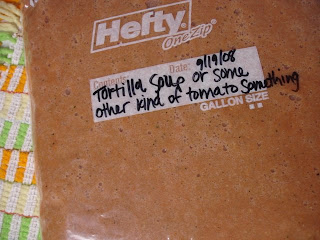 Hefty
OneZip
Contents: Date: 9/19/08
Tortilla Soup or some
other kind of tomato Something
GALLON SIZE